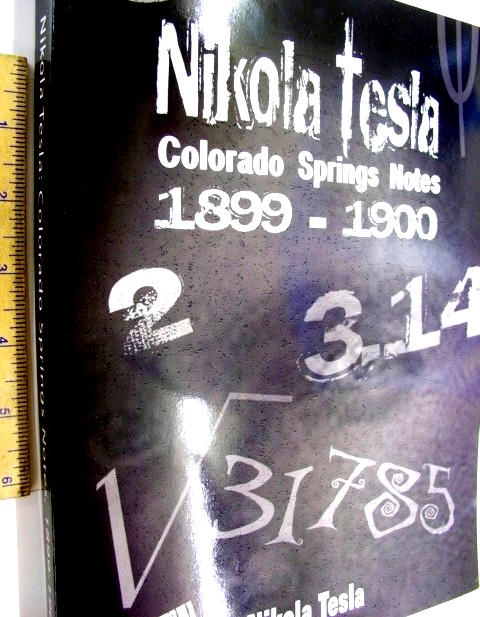 Nikola Tesla
Colorado Springs Notes
1899 - 1900
2
3.14
√31785
Nikola Tesla
Nikola Tesla: Colorado Springs Notes
1
2
3
4
5
6